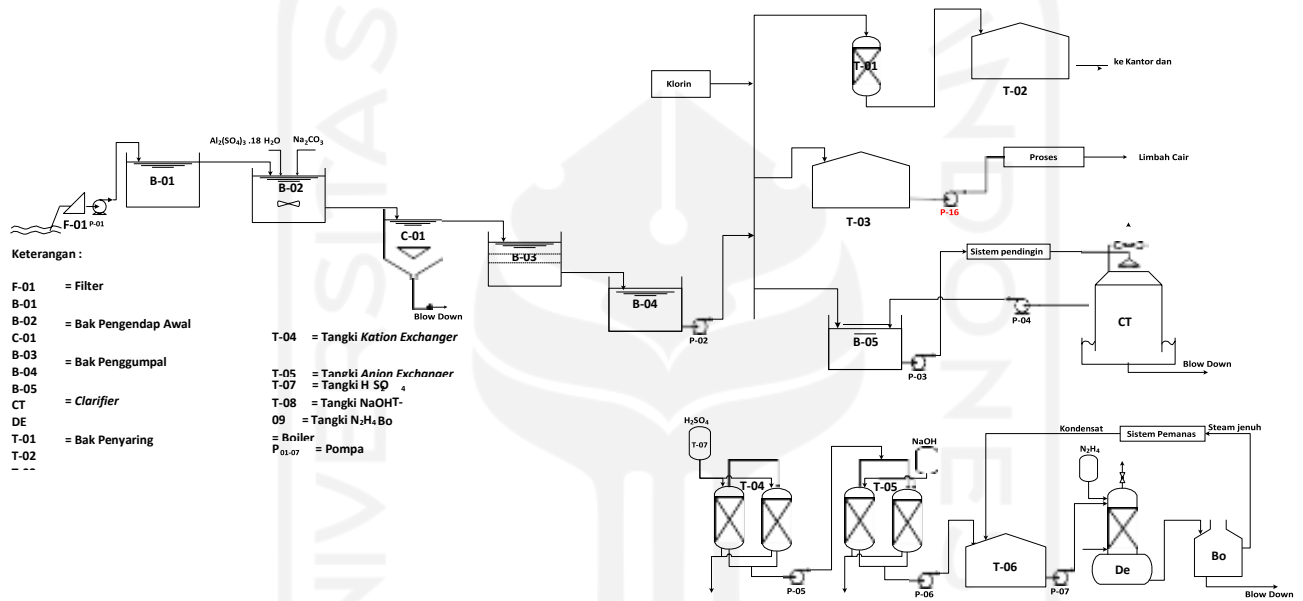 Klorin
T-01
T-02
ke Kantor dan
Al₂(SO₄)₃ .18 H₂O
Na₂CO₃
B-01
B-02
F-01
P-01
C-01
B-03
B-04
Blow Down
P-02
T-03
P-16
Proses
Limbah Cair
Sistem pendingin
B-05
P-03
P-04
CT
Blow Down
Keterangan :
F-01 = Filter
B-01
B-02 = Bak Pengendap Awal
C-01
B-03 = Bak Penggumpal
B-04
B-05
CT = Clarifier
DE
T-01 = Bak Penyaring
T-02
T-04 = Tangki Kation Exchanger
T-05 = Tangki Anion Exchanger
T-07 = Tangki H SO 4
T-08 = Tangki NaOHT-
09 = Tangki N₂H₄ Bo
= Boiler
P₀₁₋₀₇ = Pompa
H₂SO₄
T-07
T-04
P-05
NaOH
T-05
P-06
Kondensat
Sistem Pemanas
Steam jenuh
N₂H₄
T-06
P-07
De
Bo
Blow Down
UNIVERSITAS
INDONES